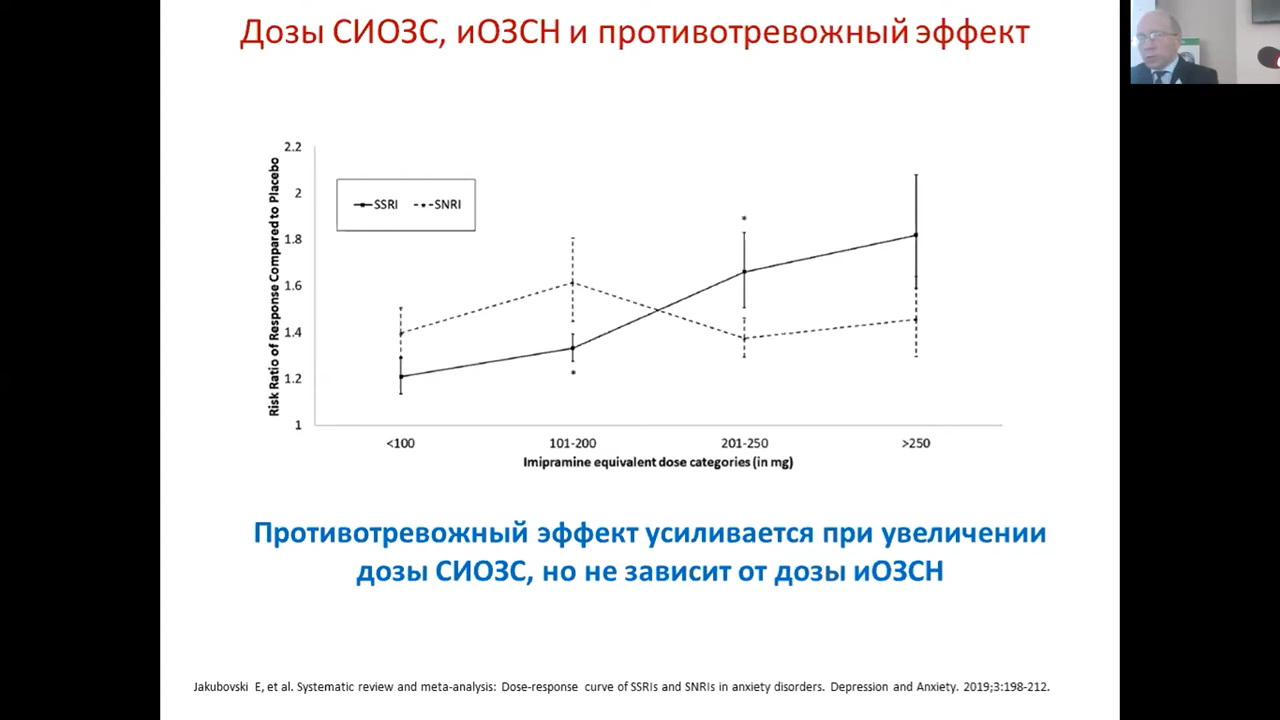 Дозы СИОЗС, иОЗСН и противотревожный эффект
Risk Ratio of Response Compared to Placebo
2.2
2
1.8
1.6
1.4
1.2
1
SSRI
SNRI
*
*
<100
101-200
201-250
>250
Imipramine equivalent dose categories (in mg)
Противотревожный эффект усиливается при увеличении
дозы СИОЗС, но не зависит от дозы иОЗСН
Jakubovski E, et al. Systematic review and meta-analysis: Dose-response curve of SSRIs and SNRIs in anxiety disorders. Depression and Anxiety. 2019;3:198-212.